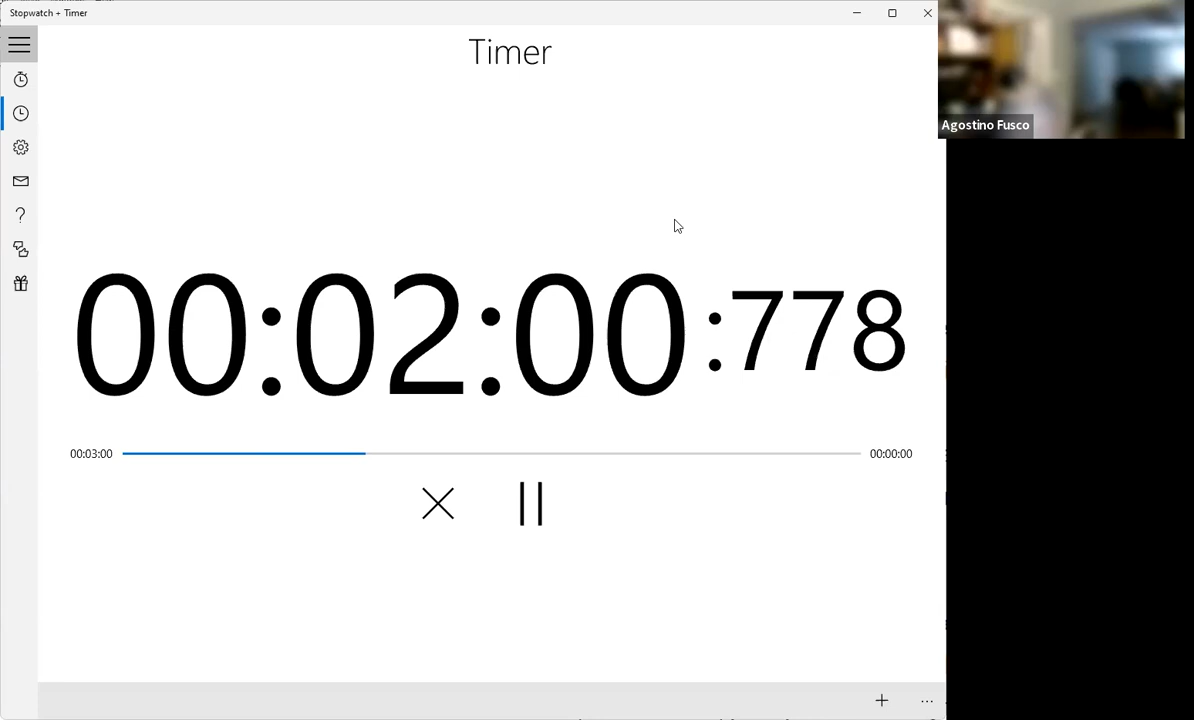 Stopwatch + Timer
Timer
Agostino Fusco
00:02:00:778
00:03:00
00:00:00